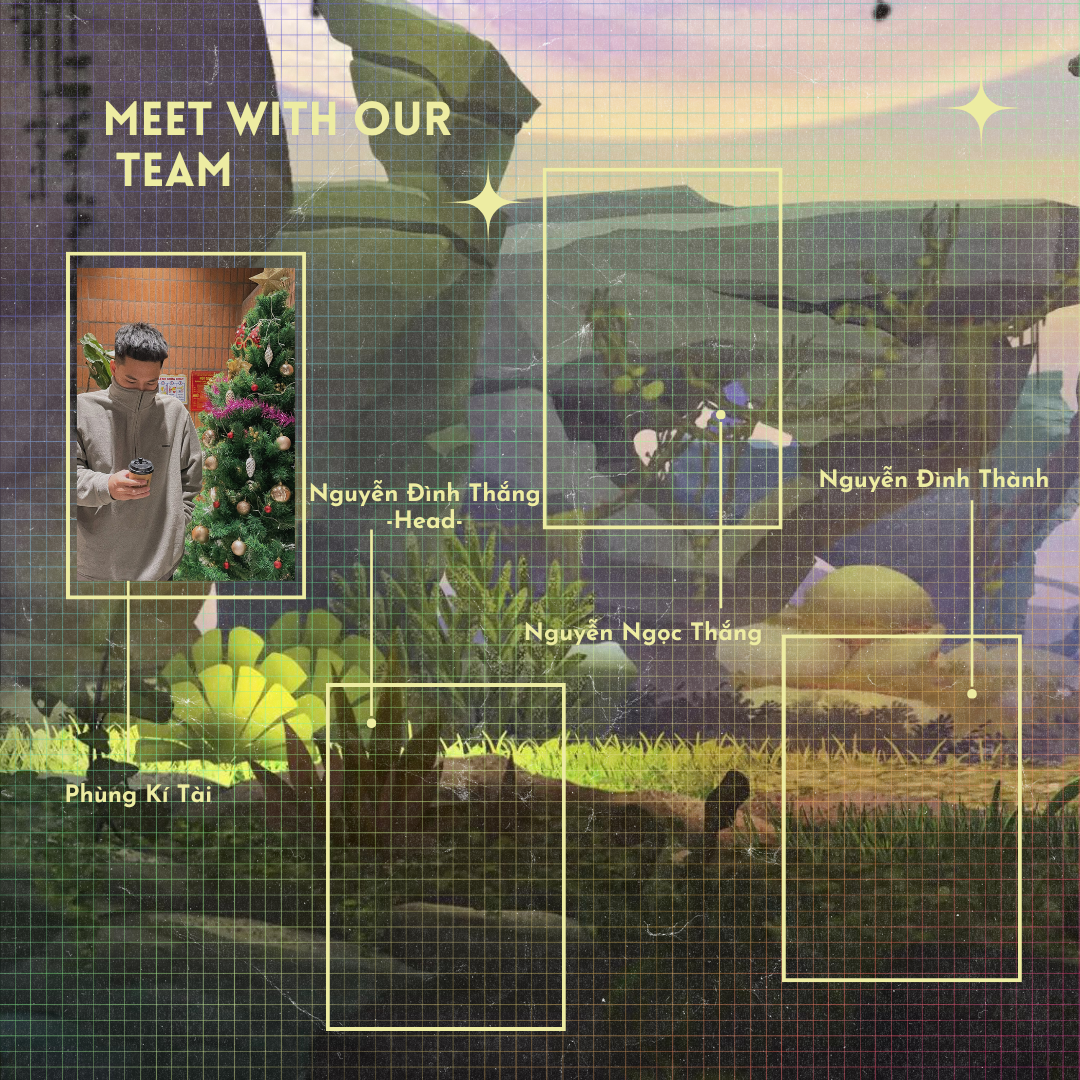 MEET WITH OUR
TEAM
Nguyễn Đình Thắng
-Head-
Nguyễn Đình Thành
Nguyễn Ngọc Thắng
Phùng Kí Tài